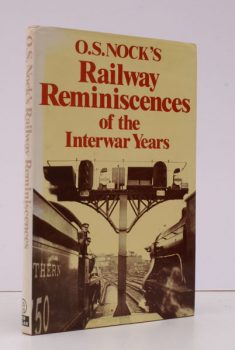 O.S. NOCK'S
Railway
Reminiscences
of the
Interwar Years
O.S. Nock's Railway Reminiscences
THERN
50